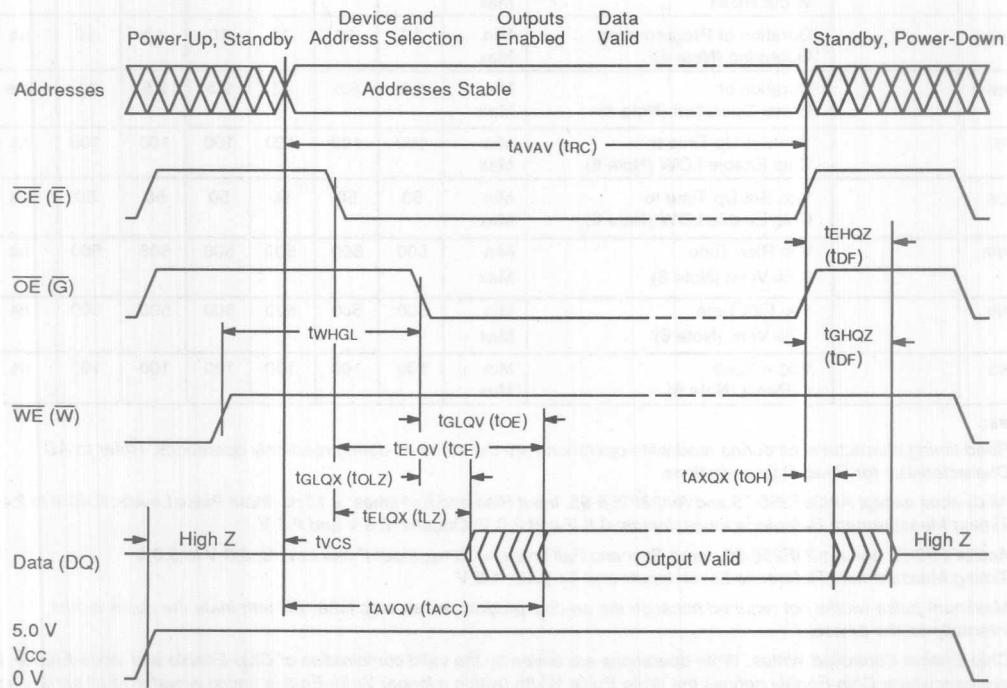 Power-Up, Standby
Device and
Address Selection
Outputs
Enabled
Data
Valid
Standby, Power-Down
Addresses
Addresses Stable
tAVAV (tRC)
CE (E)
tEHQZ
(tDF)
OE (G)
tWHGL
tGHQZ
(tDF)
WE (W)
tGLQV (tOE)
tELQV (tCE)
tGLQX (tOLZ)
tELQX (tLZ)
tAXQX (tOH)
tVCS
High Z
Output Valid
High Z
Data (DQ)
tAVQV (tACC)
5.0 V
VCC
0 V